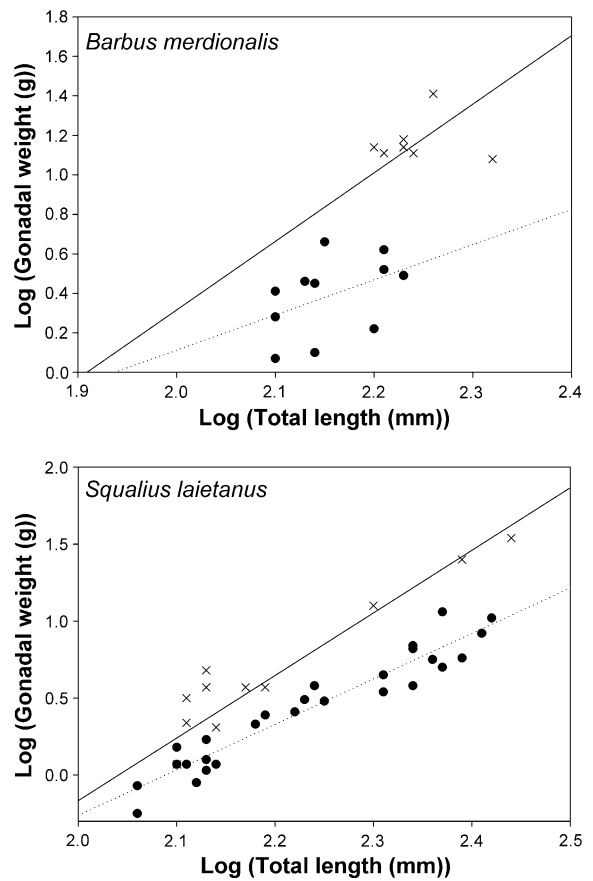 Barbus merdionalis
Log (Gonadal weight (g))
1.8
1.6
1.4
1.2
1.0
0.8
0.6
0.4
0.2
0.0
1.9 2.0 2.1 2.2 2.3 2.4
Log (Total length (mm))
Squalius laietanus
Log (Gonadal weight (g))
2.0
1.5
1.0
0.5
0.0
2.0 2.1 2.2 2.3 2.4 2.5
Log (Total length (mm))